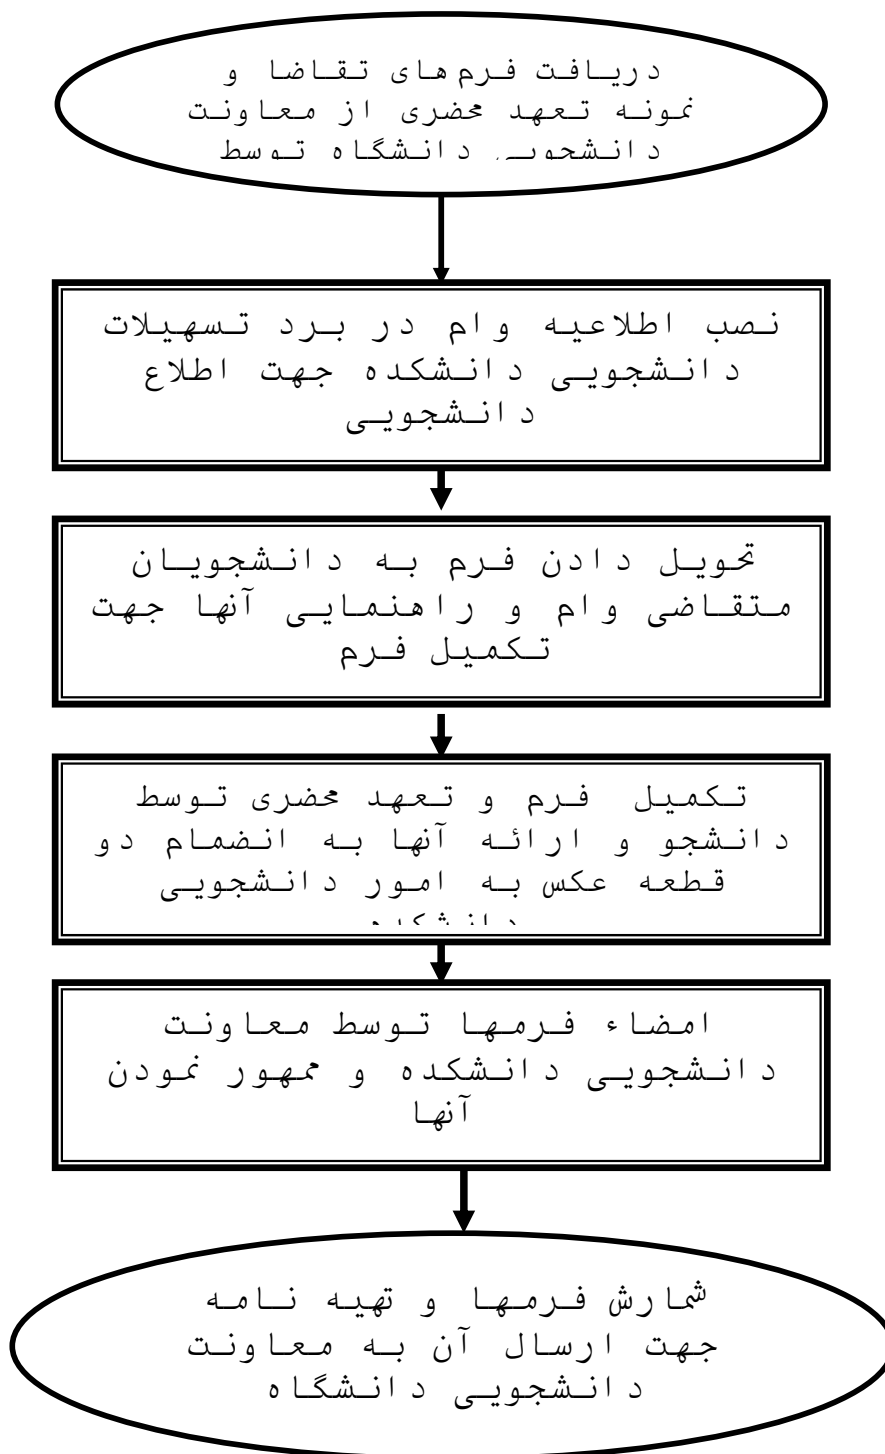 دریافت فرم های تقاضا و
نمونه تعهد محضری از معاونت
دانشجویی دانشگاه توسط
نصب اطلاعیه وام در برد تسهیلات
دانشجویی دانشکده جهت اطلاع
دانشجویی
تحویل دادن فرم به دانشجویان
متقاضی وام و راهنمایی آنها جهت
تکمیل فرم
تکمیل فرم و تعهد محضری توسط
دانشجو و ارائه آنها به انضمام دو
قطعه عکس به امور دانشجویی
دانشکده
امضاء فرمها توسط معاونت
دانشجویی دانشکده و ممهور نمودن
آنها
شمارش فرمها و تهیه نامه
جهت ارسال آن به معاونت
دانشجویی دانشگاه